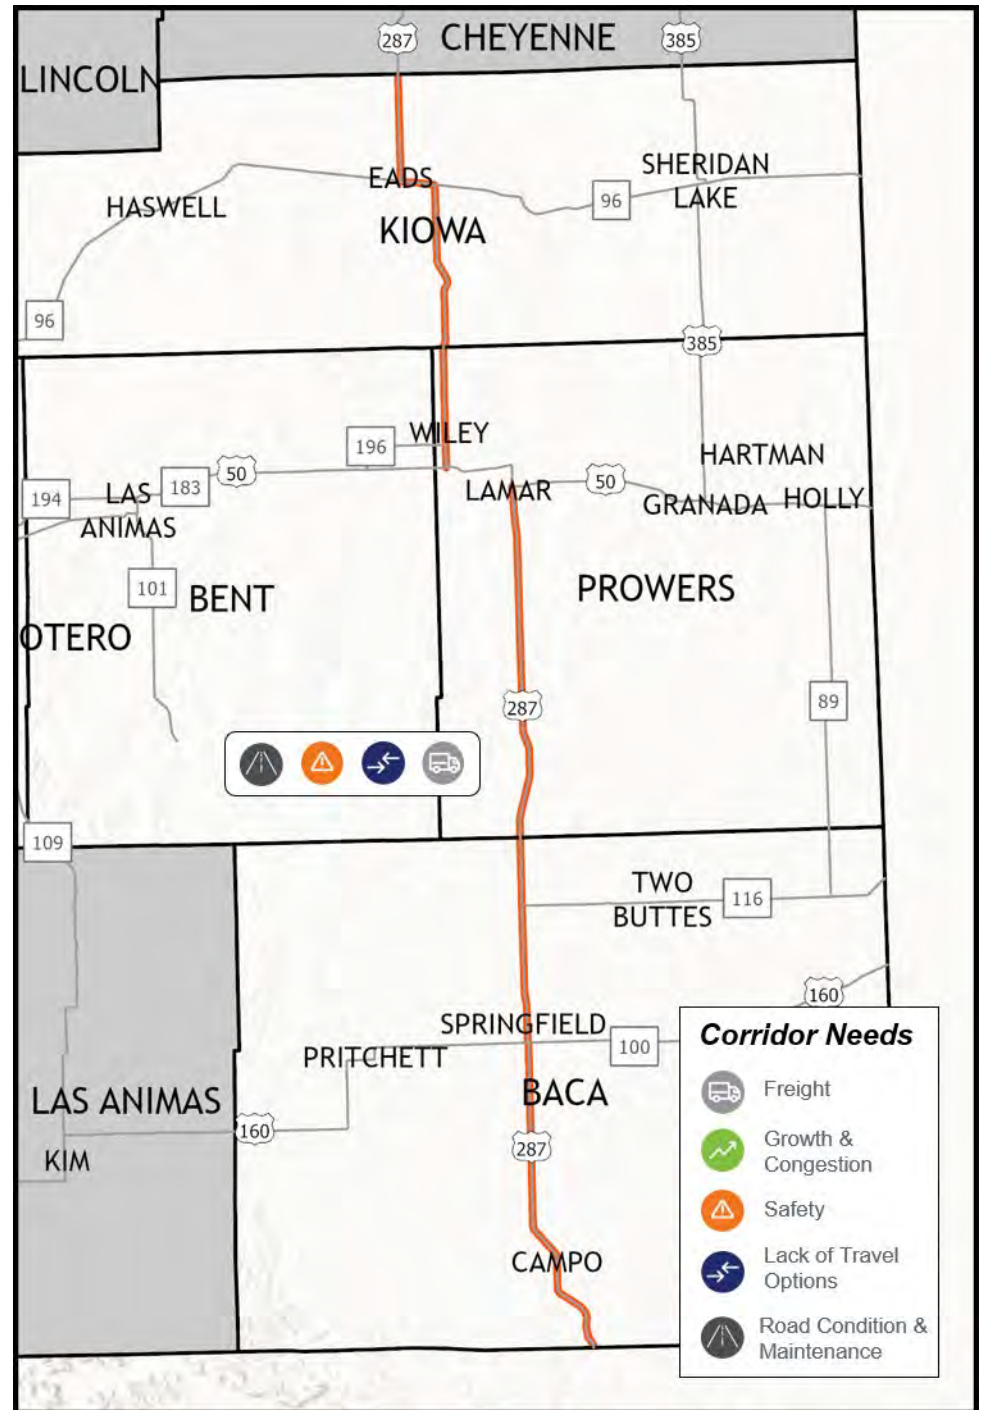 287
CHEYENNE
385
LINCOLN
EADS
SHERIDAN
LAKE
96
HASWELL
KIOWA
96
385
WILEY
196
HARTMAN
50
183
194
LAS
ANIMAS
LAMAR
50
GRANADA
HOLLY
101
BENT
PROWERS
OTERO
287
89
109
TWO
BUTTES
116
160
SPRINGFIELD
100
PRITCHETT
BACA
LAS ANIMAS
160
KIM
287
CAMPO
Corridor Needs
Freight
Growth &
Congestion
Safety
Lack of Travel
Options
Road Condition &
Maintenance